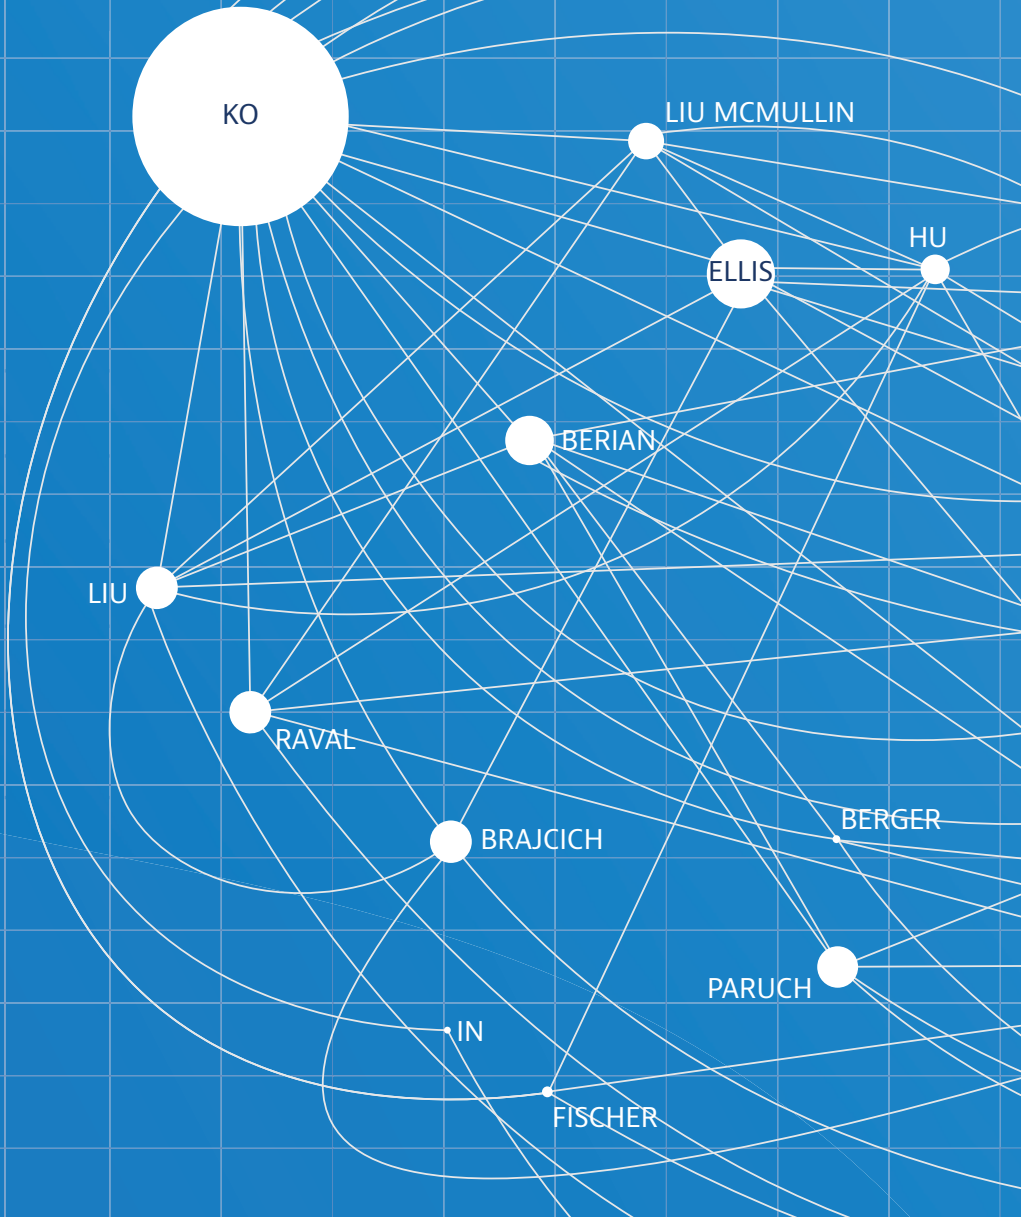 KO
LIU MCMULLIN
HU
ELLIS
BERIAN
LIU
RAVAL
BERGER
BRAJCICH
PARUCH
IN
FISCHER